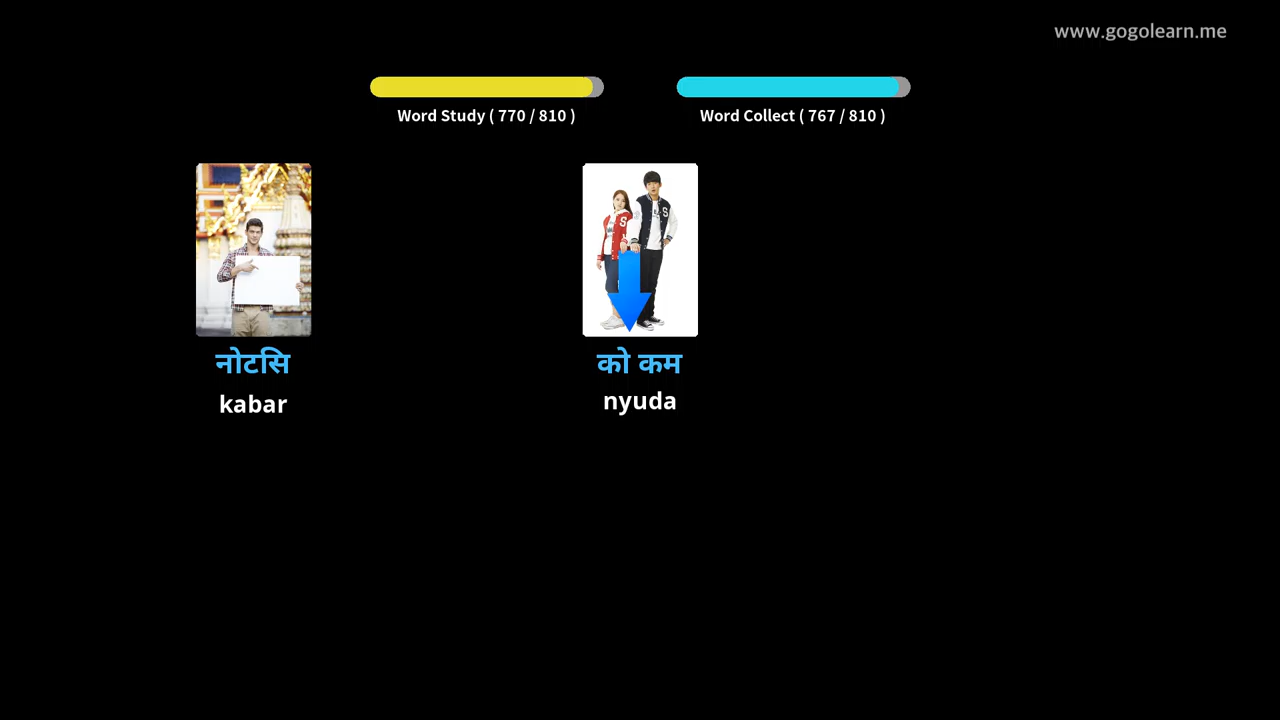 www.gogolearn.me
Word Study ( 770 / 810 )
Word Collect ( 767 / 810 )
नोटसि
kabar
को कम
nyuda